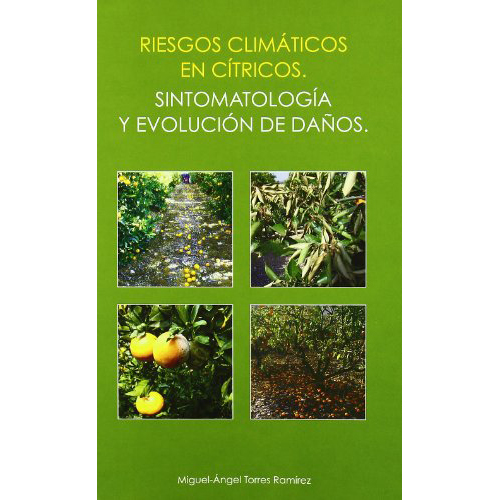 RIESGOS CLIMÁTICOS
EN CÍTRICOS.
SINTOMATOLOGÍA
Y EVOLUCIÓN DE DAÑOS.
Miguel-Ángel Torres Ramírez